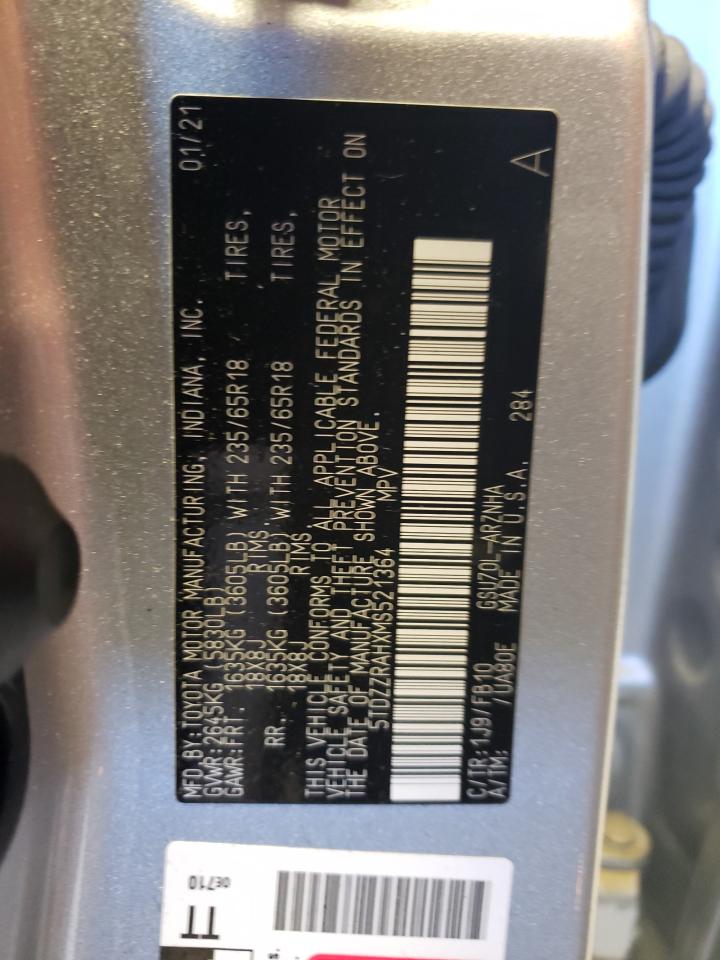 MFD.BY:TOYOTA MOTOR MANUFACTURING, INDIANA, INC. 01/21
GVWR:2645KG (5830LB)
GAWR:FRT. 1635KG (3605LB) WITH 235/65R18 TIRES,
18X8J RIMS
RR. 1635KG (3605LB) WITH 235/65R18 TIRES,
18X8J RIMS
THIS VEHICLE CONFORMS TO ALL APPLICABLE FEDERAL MOTOR
VEHICLE SAFETY AND THEFT PREVENTION STANDARDS IN EFFECT ON
THE DATE OF MANUFACTURE SHOWN ABOVE.
5TDZZRAHXMS521364 MPV
C/TR:1J9/FB10 GSU70L-ARZNHA
A/TM: /UA80E MADE IN U.S.A. 284
A
TT
0E710